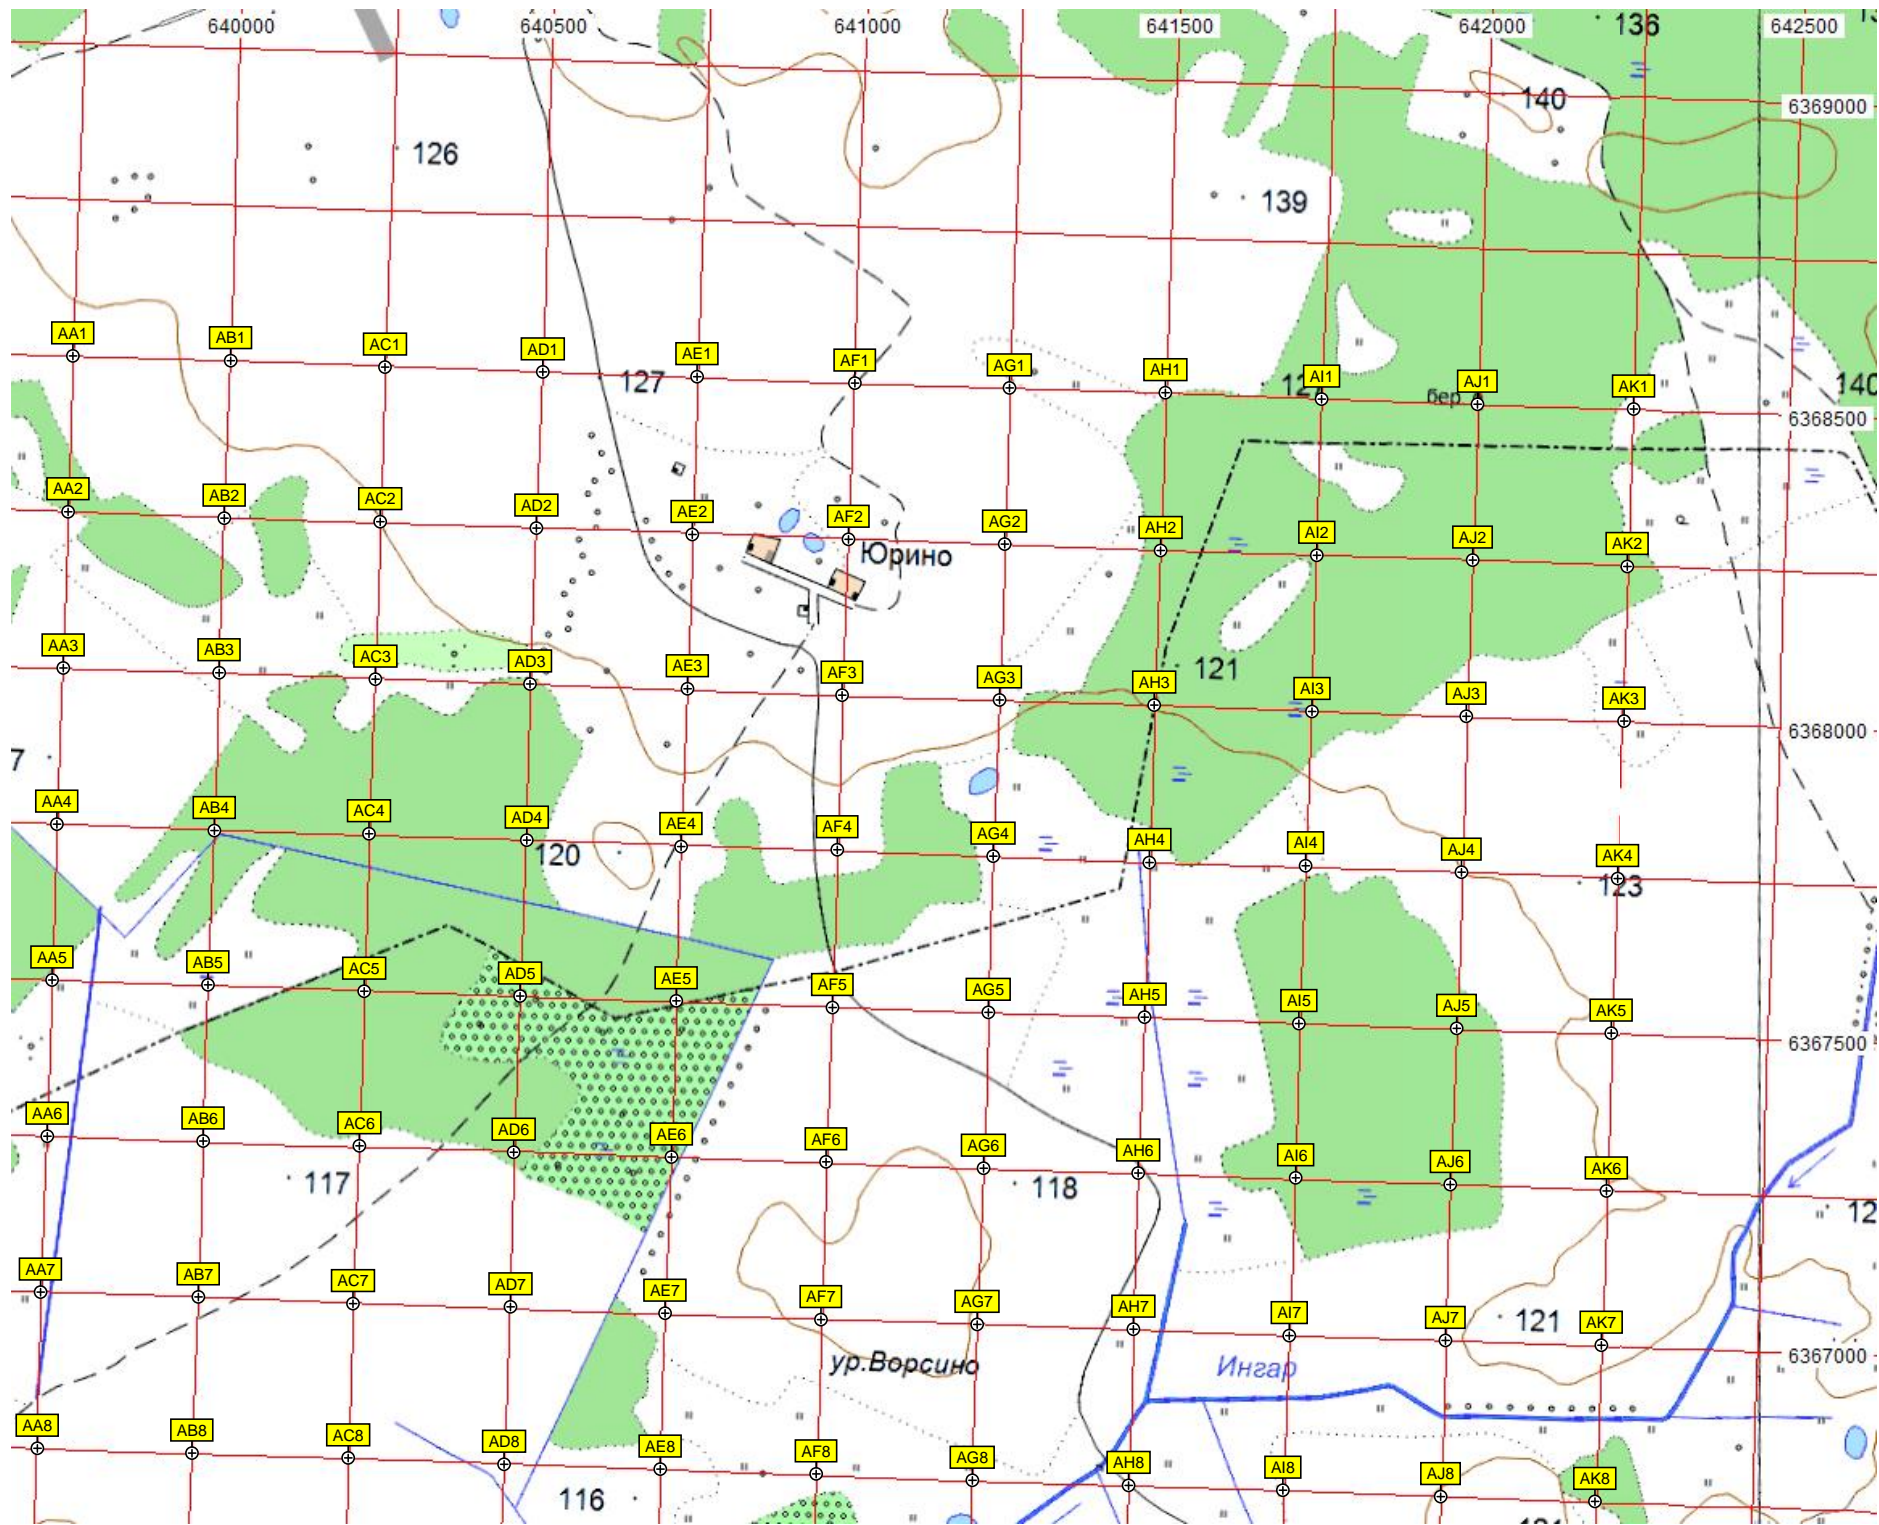 640000 640500 641000 641500 642000 136 642500
140 6369000
126
139
AA1 AB1 AC1 AD1 AE1 AF1 AG1 AH1 AI1 AJ1 AK1
127 бер. 140
6368500
AA2 AB2 AC2 AD2 AE2 AF2 AG2 AH2 AI2 AJ2 AK2
Юрино
AA3 AB3 AC3 AD3 AE3 AF3 AG3 AH3 AI3 AJ3 AK3
121
6368000
7
AA4 AB4 AC4 AD4 AE4 AF4 AG4 AH4 AI4 AJ4 AK4
120 123
AA5 AB5 AC5 AD5 AE5 AF5 AG5 AH5 AI5 AJ5 AK5
6367500
AA6 AB6 AC6 AD6 AE6 AF6 AG6 AH6 AI6 AJ6 AK6
117 118
12
AA7 AB7 AC7 AD7 AE7 AF7 AG7 AH7 AI7 AJ7 AK7
121
ур.Ворсино Ингар 6367000
AA8 AB8 AC8 AD8 AE8 AF8 AG8 AH8 AI8 AJ8 AK8
116